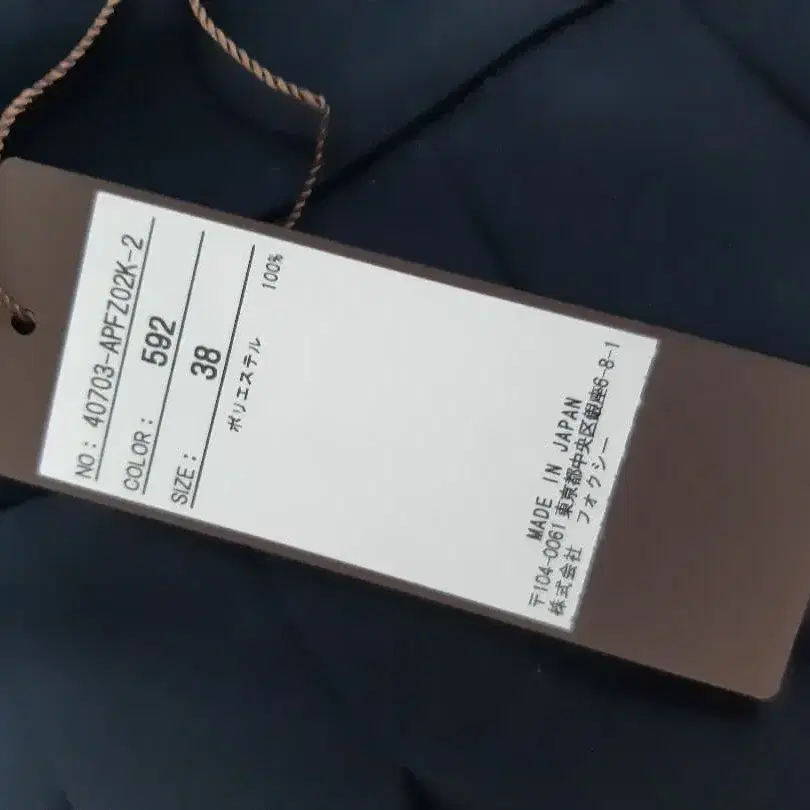 NO: 40703-APFZ02K-2
COLOR: 592
SIZE: 38
ポリエステル 100%
MADE IN JAPAN
〒104-0061 東京都中央区銀座6-8-1
株式会社 フォクシー